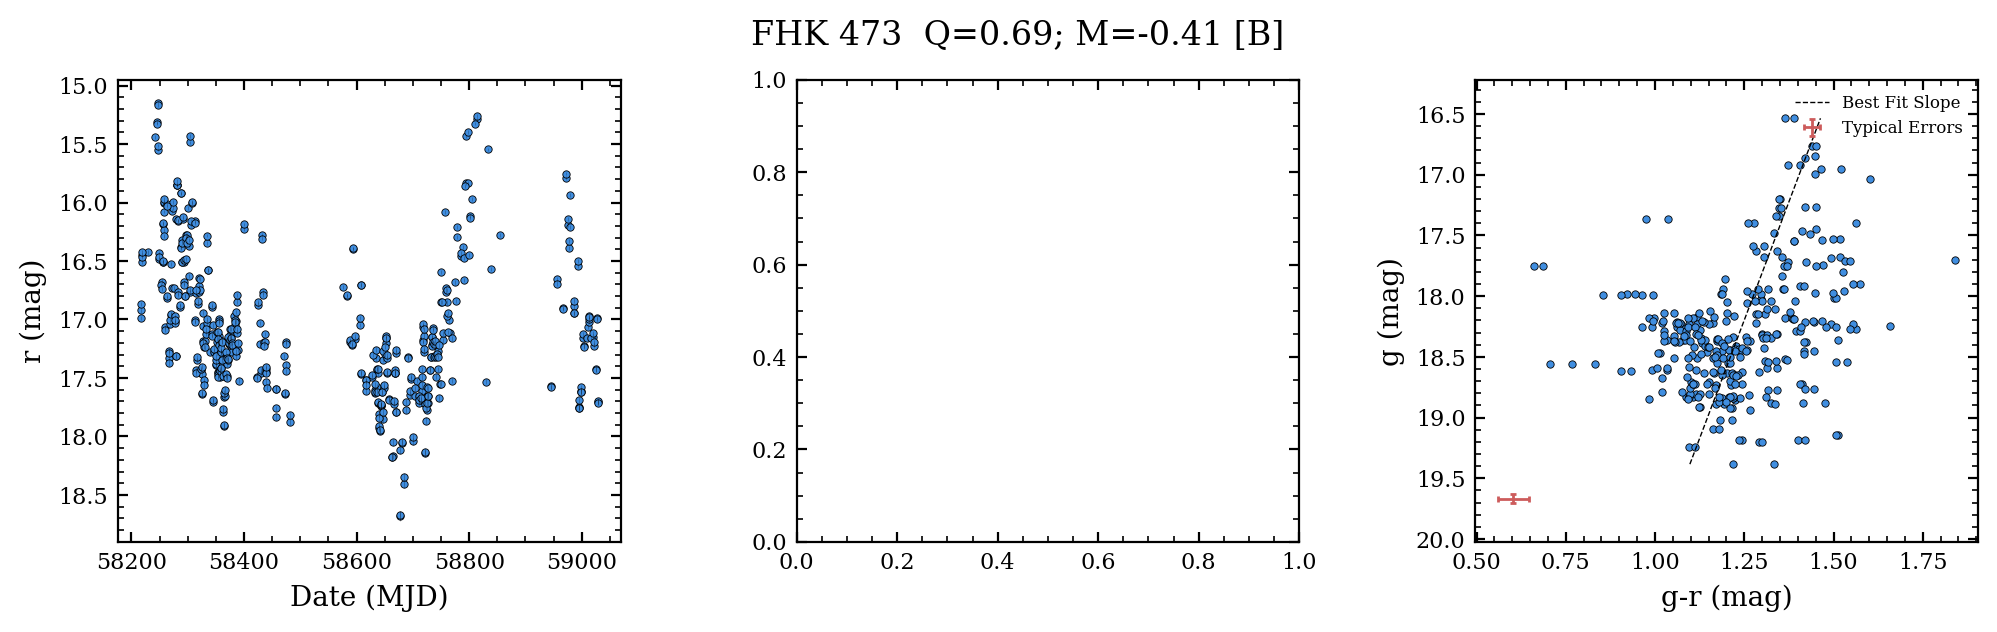 FHK 473  Q=0.69; M=-0.41 [B]
15.0
15.5
16.0
16.5
17.0
17.5
18.0
18.5
r (mag)
58200 58400 58600 58800 59000
Date (MJD)
1.0
0.8
0.6
0.4
0.2
0.0
0.0 0.2 0.4 0.6 0.8 1.0
Best Fit Slope
Typical Errors
16.5
17.0
17.5
18.0
18.5
19.0
19.5
20.0
g (mag)
0.50 0.75 1.00 1.25 1.50 1.75
g-r (mag)